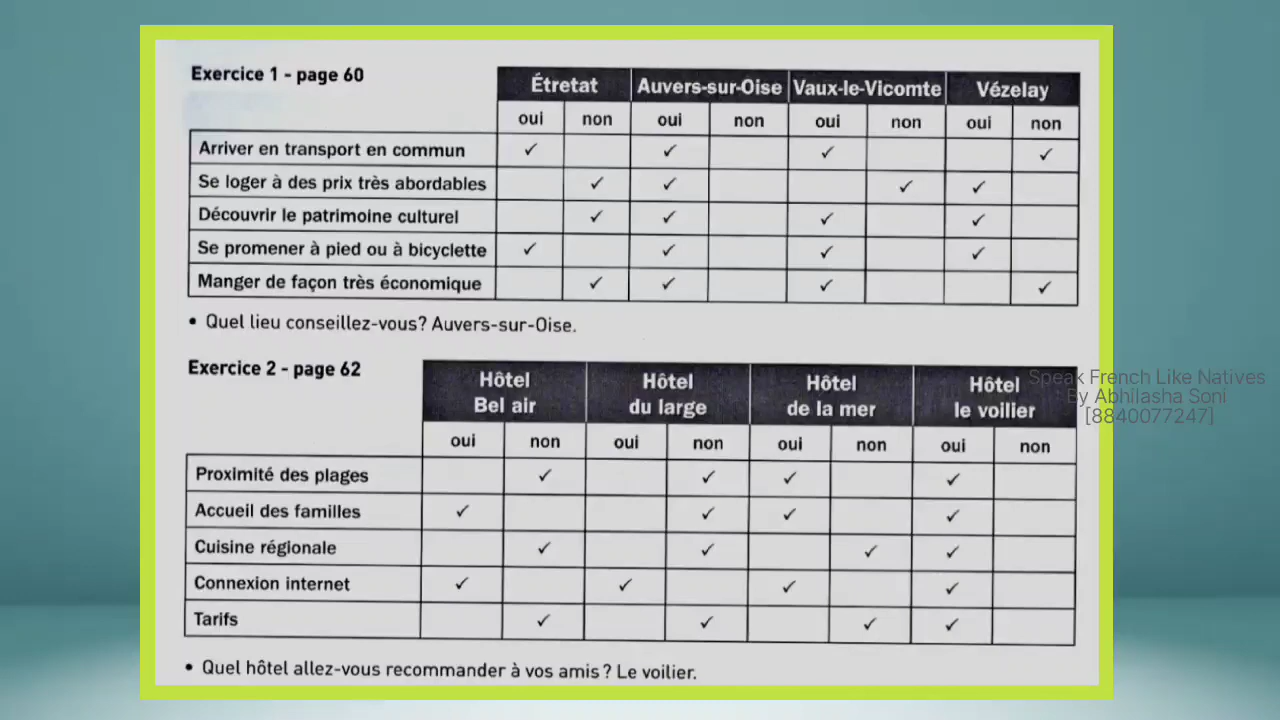 Exercice 1 - page 60
Étretat Auvers-sur-Oise Vaux-le-Vicomte Vézelay
oui non oui non oui non oui non
Arriver en transport en commun ✓ ✓ ✓ ✓
Se loger à des prix très abordables ✓ ✓ ✓ ✓
Découvrir le patrimoine culturel ✓ ✓ ✓ ✓
Se promener à pied ou à bicyclette ✓ ✓ ✓ ✓
Manger de façon très économique ✓ ✓ ✓ ✓
• Quel lieu conseillez-vous? Auvers-sur-Oise.
Exercice 2 - page 62
Hôtel Hôtel Hôtel Hôtel
Bel air du large de la mer le voilier
oui non oui non oui non oui non
Proximité des plages ✓ ✓ ✓ ✓
Accueil des familles ✓ ✓ ✓ ✓
Cuisine régionale ✓ ✓ ✓ ✓
Connexion internet ✓ ✓ ✓ ✓
Tarifs ✓ ✓ ✓ ✓
• Quel hôtel allez-vous recommander à vos amis? Le voilier.
Speak French Like Natives
By Abhilasha Soni
[8840077247]